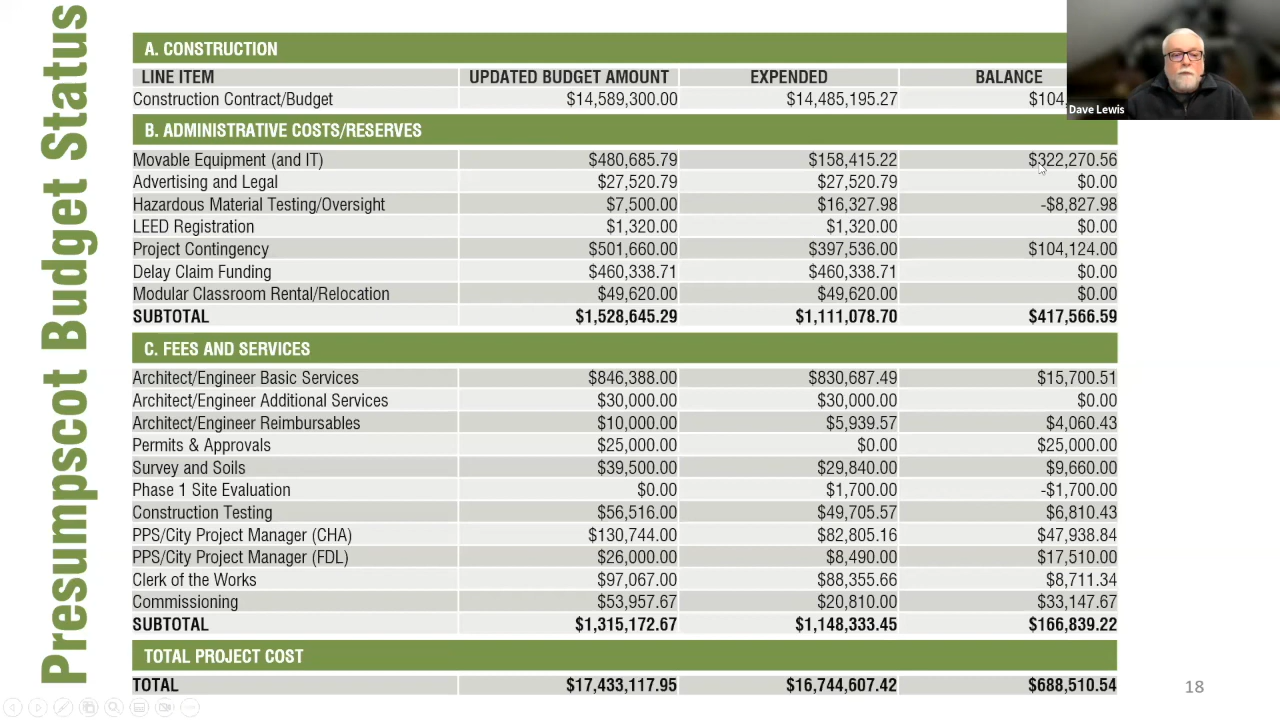 Presumpscot Budget Status
A. CONSTRUCTION
LINE ITEM UPDATED BUDGET AMOUNT EXPENDED BALANCE
Construction Contract/Budget $14,589,300.00 $14,485,195.27 $104,
Dave Lewis
B. ADMINISTRATIVE COSTS/RESERVES
Movable Equipment (and IT) $480,685.79 $158,415.22 $322,270.56
Advertising and Legal $27,520.79 $27,520.79 $0.00
Hazardous Material Testing/Oversight $7,500.00 $16,327.98 -$8,827.98
LEED Registration $1,320.00 $1,320.00 $0.00
Project Contingency $501,660.00 $397,536.00 $104,124.00
Delay Claim Funding $460,338.71 $460,338.71 $0.00
Modular Classroom Rental/Relocation $49,620.00 $49,620.00 $0.00
SUBTOTAL $1,528,645.29 $1,111,078.70 $417,566.59
C. FEES AND SERVICES
Architect/Engineer Basic Services $846,388.00 $830,687.49 $15,700.51
Architect/Engineer Additional Services $30,000.00 $30,000.00 $0.00
Architect/Engineer Reimbursables $10,000.00 $5,939.57 $4,060.43
Permits & Approvals $25,000.00 $0.00 $25,000.00
Survey and Soils $39,500.00 $29,840.00 $9,660.00
Phase 1 Site Evaluation $0.00 $1,700.00 -$1,700.00
Construction Testing $56,516.00 $49,705.57 $6,810.43
PPS/City Project Manager (CHA) $130,744.00 $82,805.16 $47,938.84
PPS/City Project Manager (FDL) $26,000.00 $8,490.00 $17,510.00
Clerk of the Works $97,067.00 $88,355.66 $8,711.34
Commissioning $53,957.67 $20,810.00 $33,147.67
SUBTOTAL $1,315,172.67 $1,148,333.45 $166,839.22
TOTAL PROJECT COST
TOTAL $17,433,117.95 $16,744,607.42 $688,510.54
18